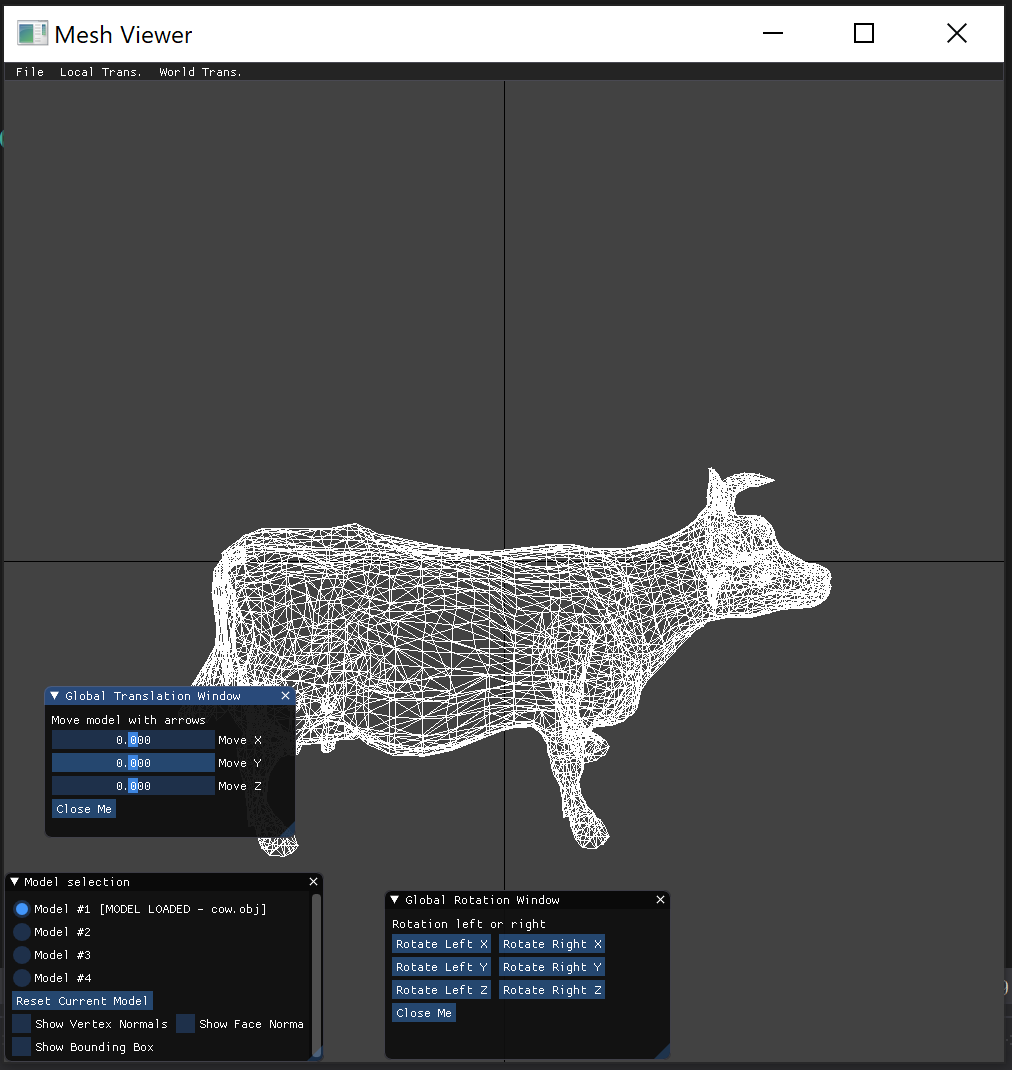 Mesh Viewer
File Local Trans. World Trans.
Global Translation Window
Move model with arrows
0.000 Move X
0.000 Move Y
0.000 Move Z
Close Me
Model selection
Model #1 [MODEL LOADED - cow.obj]
Model #2
Model #3
Model #4
Reset Current Model
Show Vertex Normals Show Face Norma
Show Bounding Box
Global Rotation Window
Rotation left or right
Rotate Left X Rotate Right X
Rotate Left Y Rotate Right Y
Rotate Left Z Rotate Right Z
Close Me